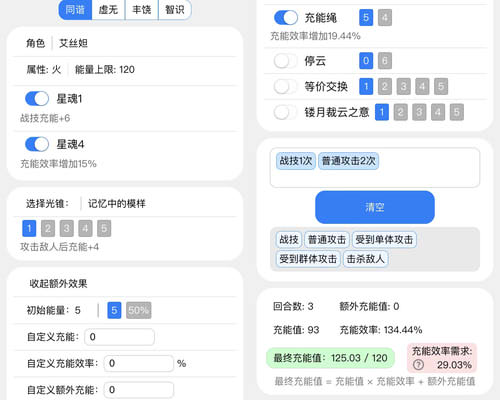 同谐 虚无 丰饶 智识
角色 艾丝妲
属性: 火 能量上限: 120
星魂1
战技充能+6
星魂4
充能效率增加15%
选择光锥: 记忆中的模样
1 2 3 4 5
攻击敌人后充能+4
收起额外效果
初始能量: 5 5 50%
自定义充能: 0
自定义充能效率: 0 %
自定义额外充能: 0
充能绳 5 4
充能效率增加19.44%
停云 0 6
等价交换 1 2 3 4 5
镂月裁云之意 1 2 3 4 5
战技1次 普通攻击2次
清空
战技 普通攻击 受到单体攻击
受到群体攻击 击杀敌人
回合数: 3 额外充能值: 0
充能值: 93 充能效率: 134.44%
最终充能值: 125.03 / 120
充能效率需求:
? 29.03%
最终充能值 = 充能值 × 充能效率 + 额外充能值